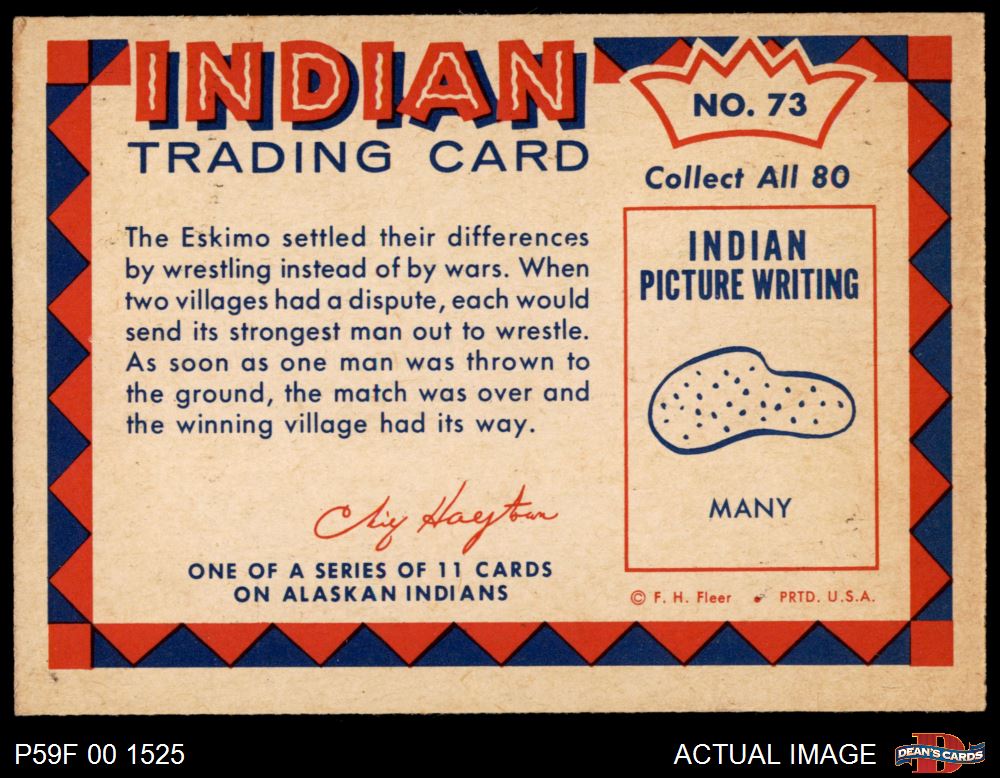 INDIAN
TRADING CARD
NO. 73
Collect All 80
The Eskimo settled their differences
by wrestling instead of by wars. When
two villages had a dispute, each would
send its strongest man out to wrestle.
As soon as one man was thrown to
the ground, the match was over and
the winning village had its way.
Chief Hagtown
ONE OF A SERIES OF 11 CARDS
ON ALASKAN INDIANS
INDIAN
PICTURE WRITING
MANY
© F. H. Fleer • PRTD. U.S.A.
P59F 00 1525
ACTUAL IMAGE
D
DEAN'S CARDS